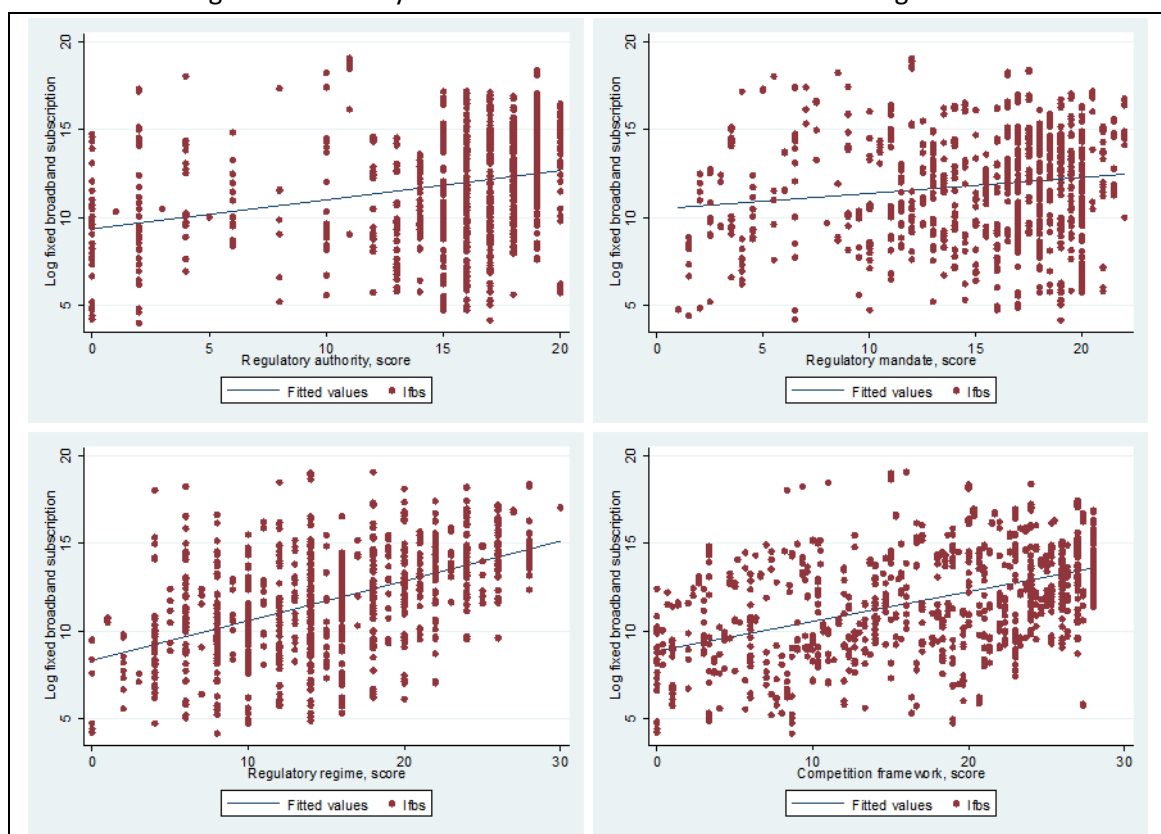 Log fixed broadband subscription
20
15
10
5
0 5 10 15 20
Regulatory authority, score
Fitted values lfbs
Log fixed broadband subscription
20
15
10
5
0 5 10 15 20
Regulatory mandate, score
Fitted values lfbs
Log fixed broadband subscription
20
15
10
5
0 10 20 30
Regulatory regime, score
Fitted values lfbs
Log fixed broadband subscription
20
15
10
5
0 10 20 30
Competition framework, score
Fitted values lfbs